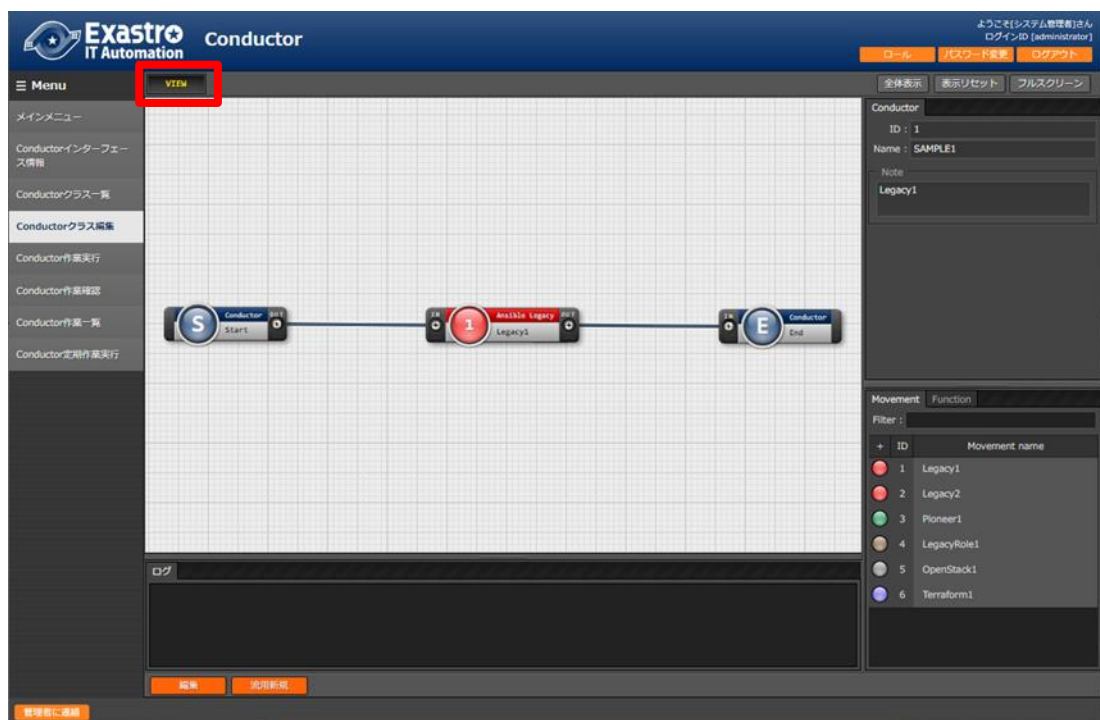 Exastro
IT Automation
Conductor
ようこそ[システム管理者]さん
ログインID [administrator]
ロール
パスワード変更
ログアウト
☰ Menu
VIEW
全体表示
表示リセット
フルスクリーン
メインメニュー
Conductorインターフェー
ス情報
Conductorクラス一覧
Conductorクラス編集
Conductor作業実行
Conductor作業確認
Conductor作業一覧
Conductor定期作業実行
S
Conductor
Start
OUT
IN
1
Ansible Legacy
Legacy1
OUT
IN
E
Conductor
End
Conductor
ID : 1
Name : SAMPLE1
Note
Legacy1
Movement
Function
Filter :
+ ID Movement name
1 Legacy1
2 Legacy2
3 Pioneer1
4 LegacyRole1
5 OpenStack1
6 Terraform1
ログ
編集
流用新規
管理者に連絡